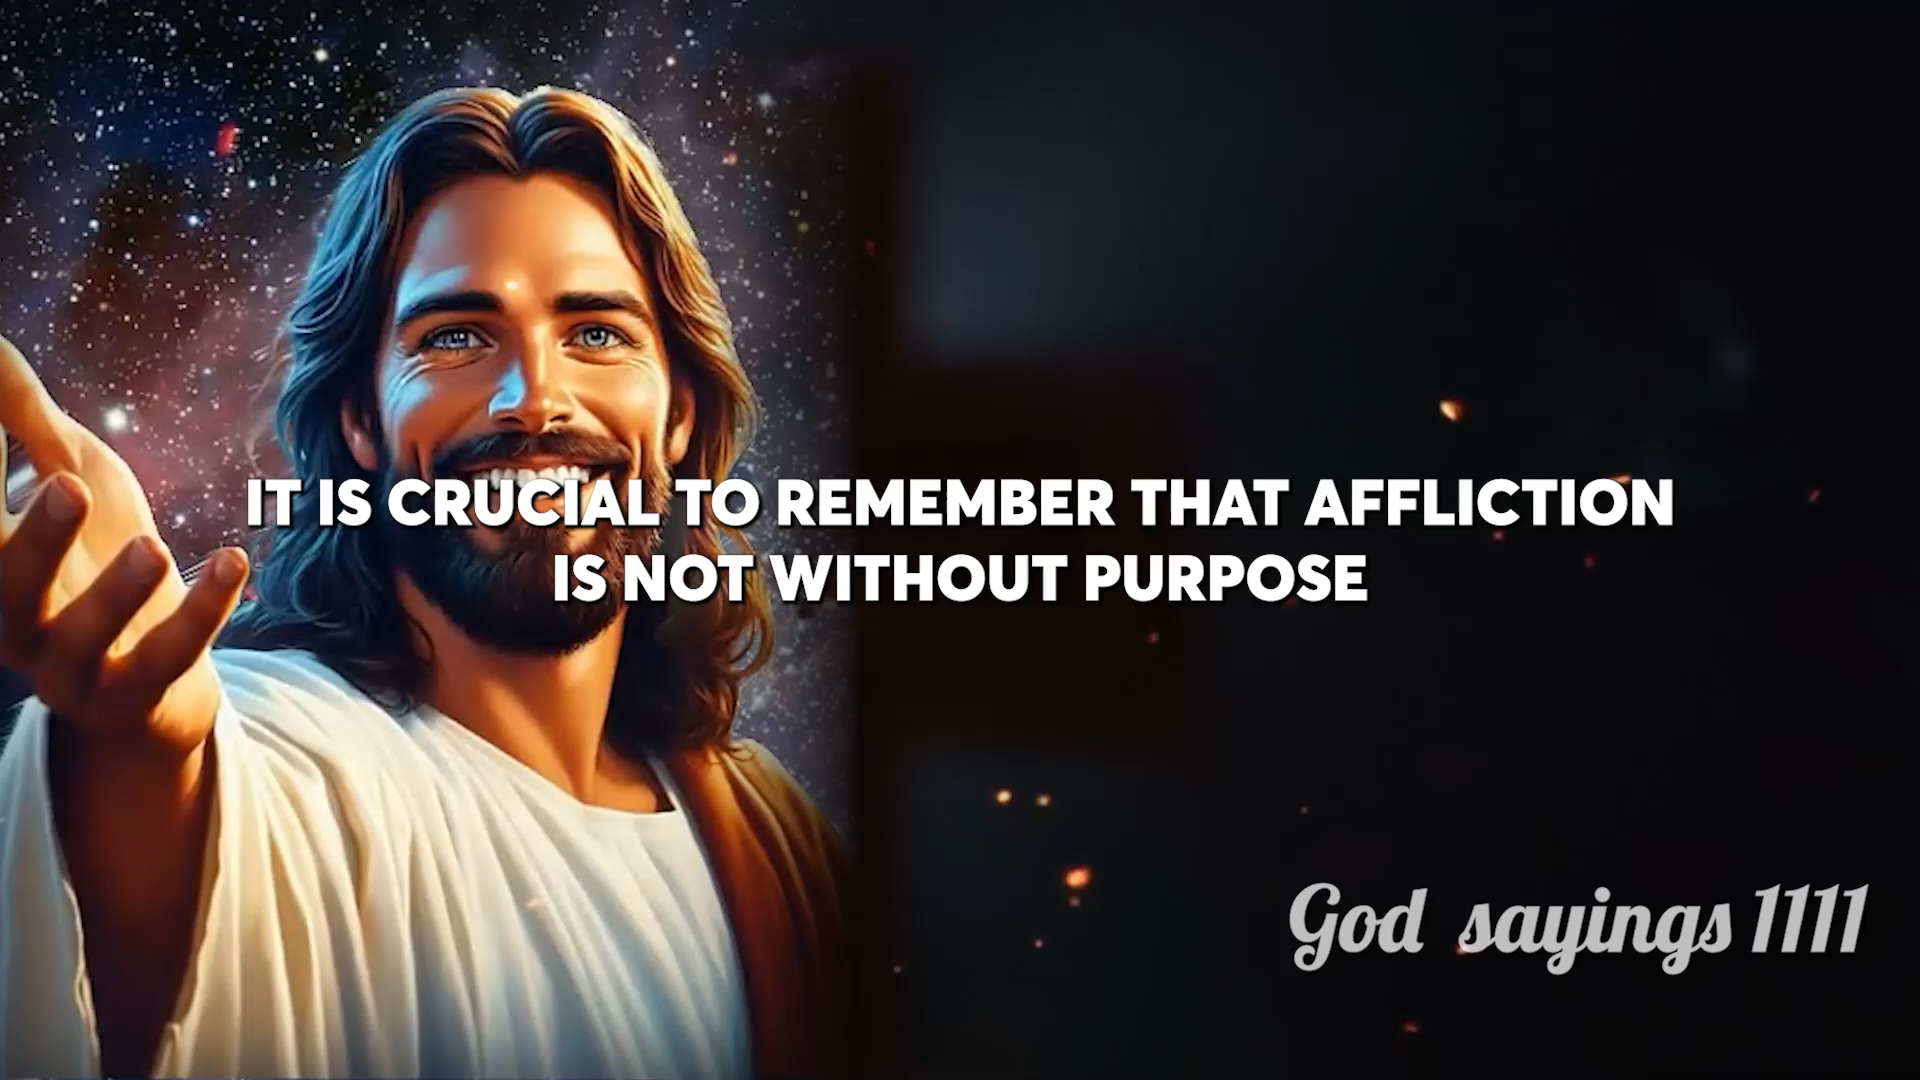 IT IS CRUCIAL TO REMEMBER THAT AFFLICTION
IS NOT WITHOUT PURPOSE
God sayings 1111